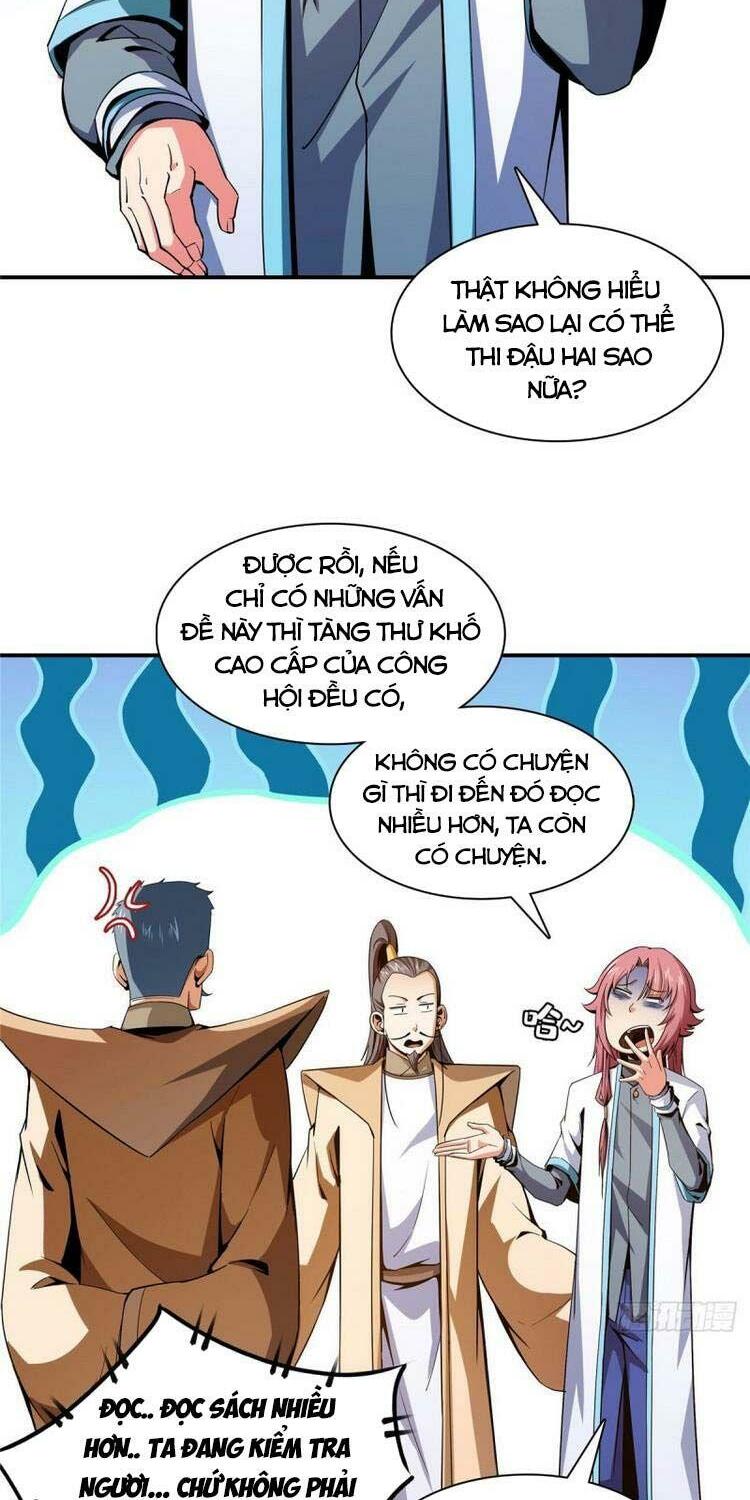 THẬT KHÔNG HIỂU
LÀM SAO LẠI CÓ THỂ
THI ĐẬU HAI SAO
NỮA?
ĐƯỢC RỒI, NẾU
CHỈ CÓ NHỮNG VẤN
ĐỀ NÀY THÌ TÀNG THƯ KHỐ
CAO CẤP CỦA CÔNG
HỘI ĐỀU CÓ,
KHÔNG CÓ CHUYỆN
GÌ THÌ ĐI ĐẾN ĐÓ ĐỌC
NHIỀU HƠN, TA CÒN
CÓ CHUYỆN.
哈~
ĐỌC.. ĐỌC SÁCH NHIỀU
HƠN.. TA ĐANG KIỂM TRA
NGƯỜI... CHỨ KHÔNG PHẢI